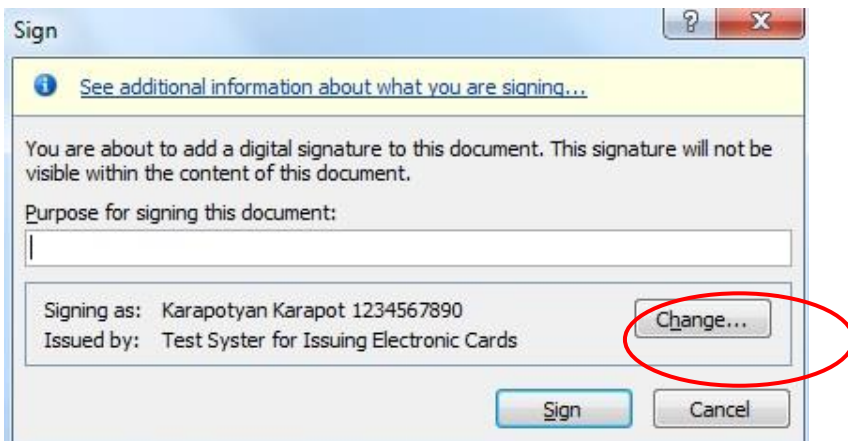 Sign
?
X
See additional information about what you are signing...
You are about to add a digital signature to this document. This signature will not be
visible within the content of this document.
Purpose for signing this document:
Signing as: Karapotyan Karapot 1234567890
Change...
Issued by: Test Syster for Issuing Electronic Cards
Sign Cancel